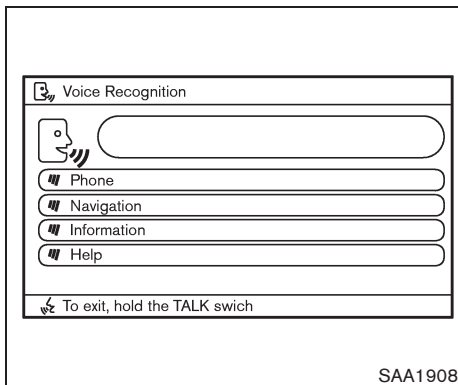 Voice Recognition
Phone
Navigation
Information
Help
To exit, hold the TALK swich
SAA1908